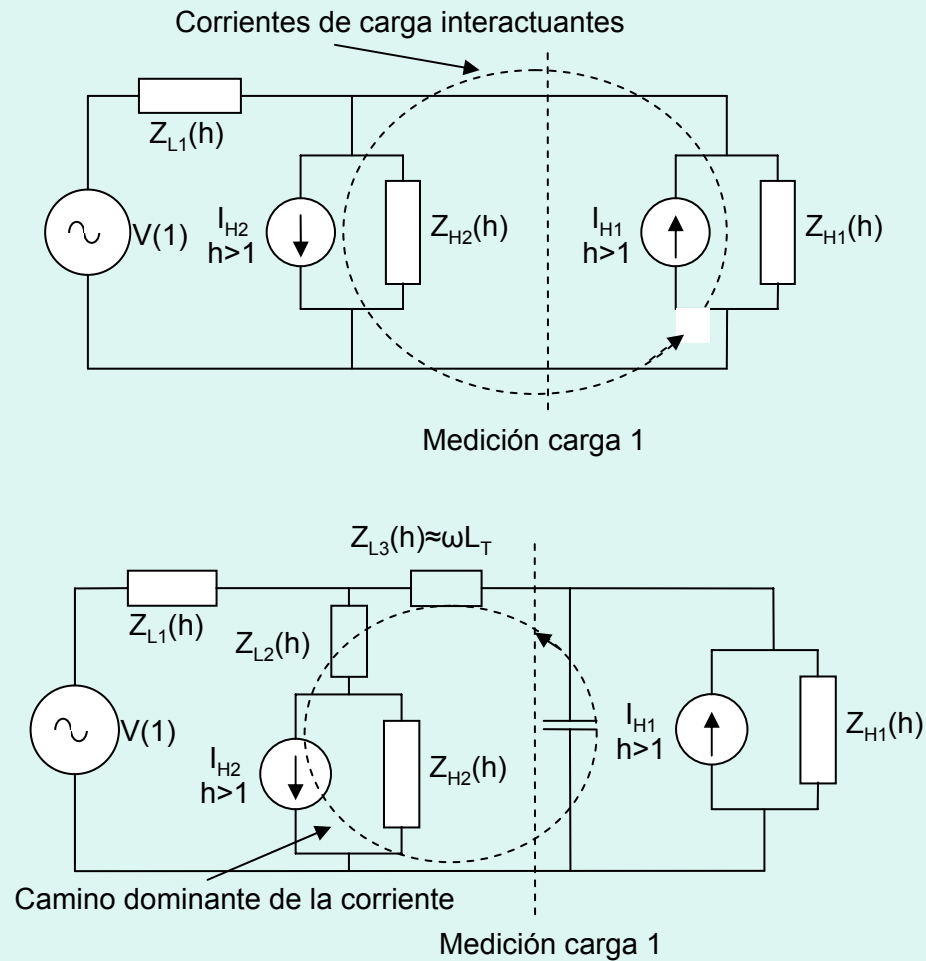 Corrientes de carga interactuantes
Z_L1(h)
V(1)
I_H2
h>1
Z_H2(h)
I_H1
h>1
Z_H1(h)
Medición carga 1
Z_L3(h)≈ωL_T
Z_L1(h)
Z_L2(h)
V(1)
I_H2
h>1
Z_H2(h)
I_H1
h>1
Z_H1(h)
Camino dominante de la corriente
Medición carga 1